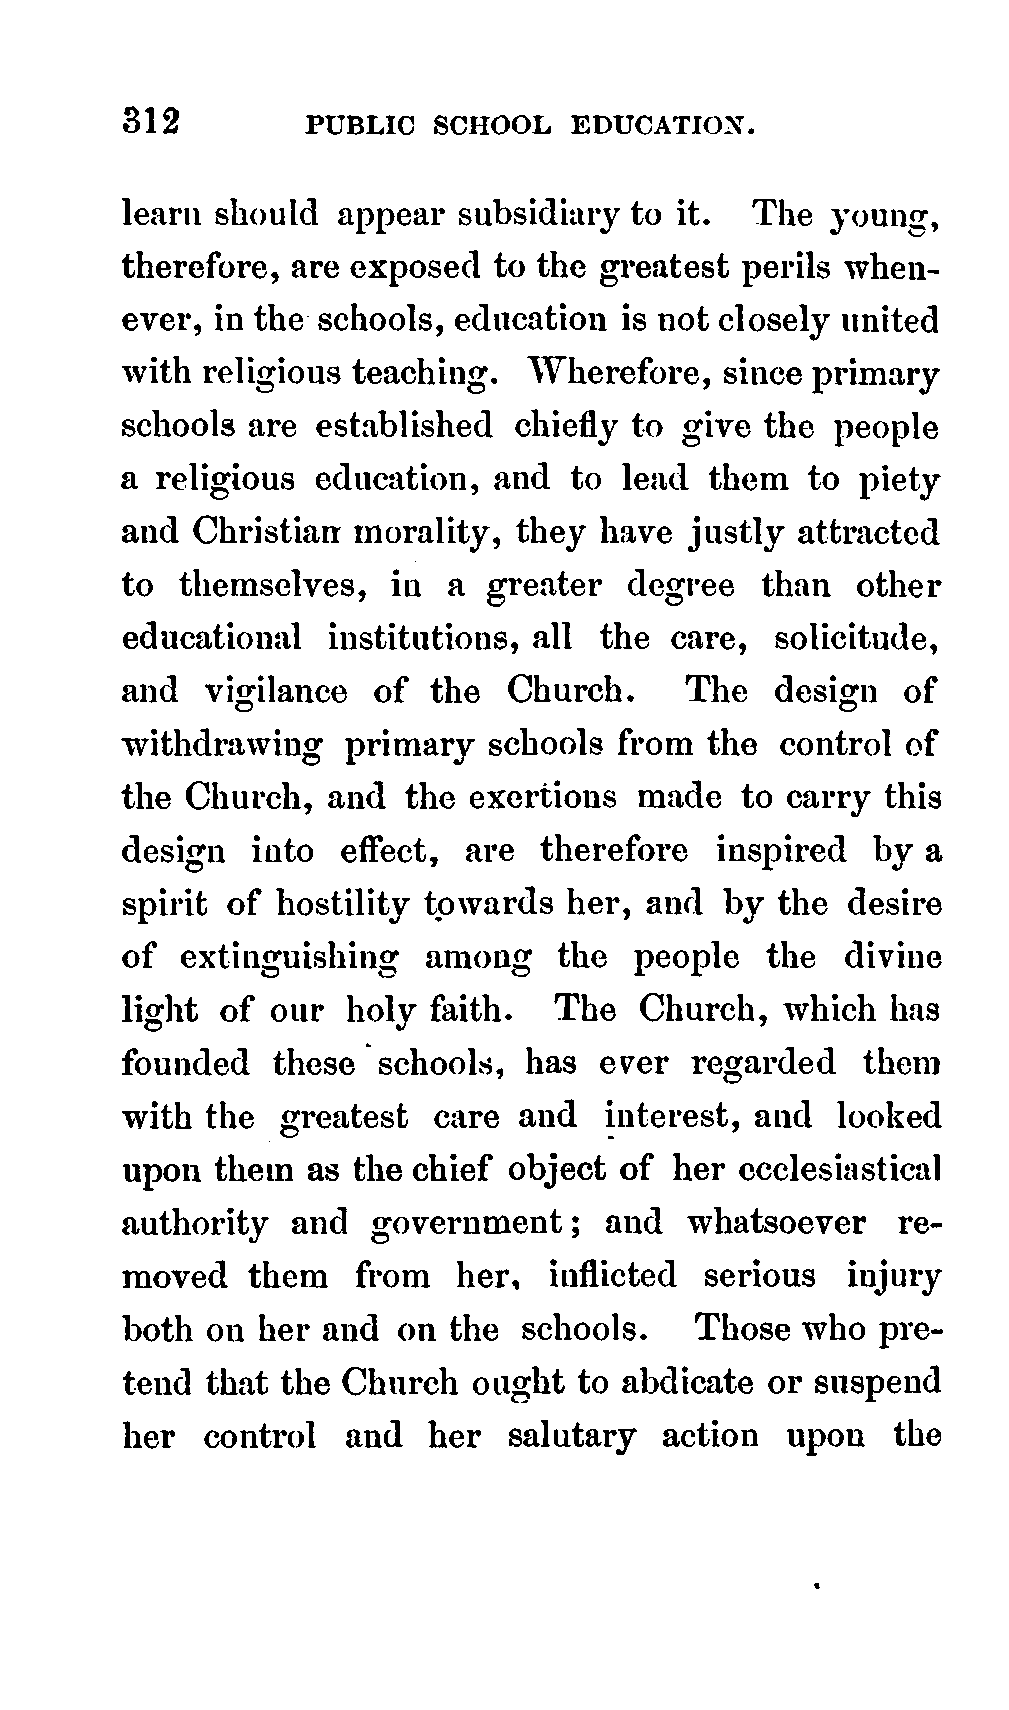 312 PUBLIC SCHOOL EDUCATION.
learn should appear subsidiary to it. The young,
therefore, are exposed to the greatest perils when-
ever, in the schools, education is not closely united
with religious teaching. Wherefore, since primary
schools are established chiefly to give the people
a religious education, and to lead them to piety
and Christian morality, they have justly attracted
to themselves, in a greater degree than other
educational institutions, all the care, solicitude,
and vigilance of the Church. The design of
withdrawing primary schools from the control of
the Church, and the exertions made to carry this
design into effect, are therefore inspired by a
spirit of hostility towards her, and by the desire
of extinguishing among the people the divine
light of our holy faith. The Church, which has
founded these schools, has ever regarded them
with the greatest care and interest, and looked
upon them as the chief object of her ecclesiastical
authority and government; and whatsoever re-
moved them from her, inflicted serious injury
both on her and on the schools. Those who pre-
tend that the Church ought to abdicate or suspend
her control and her salutary action upon the